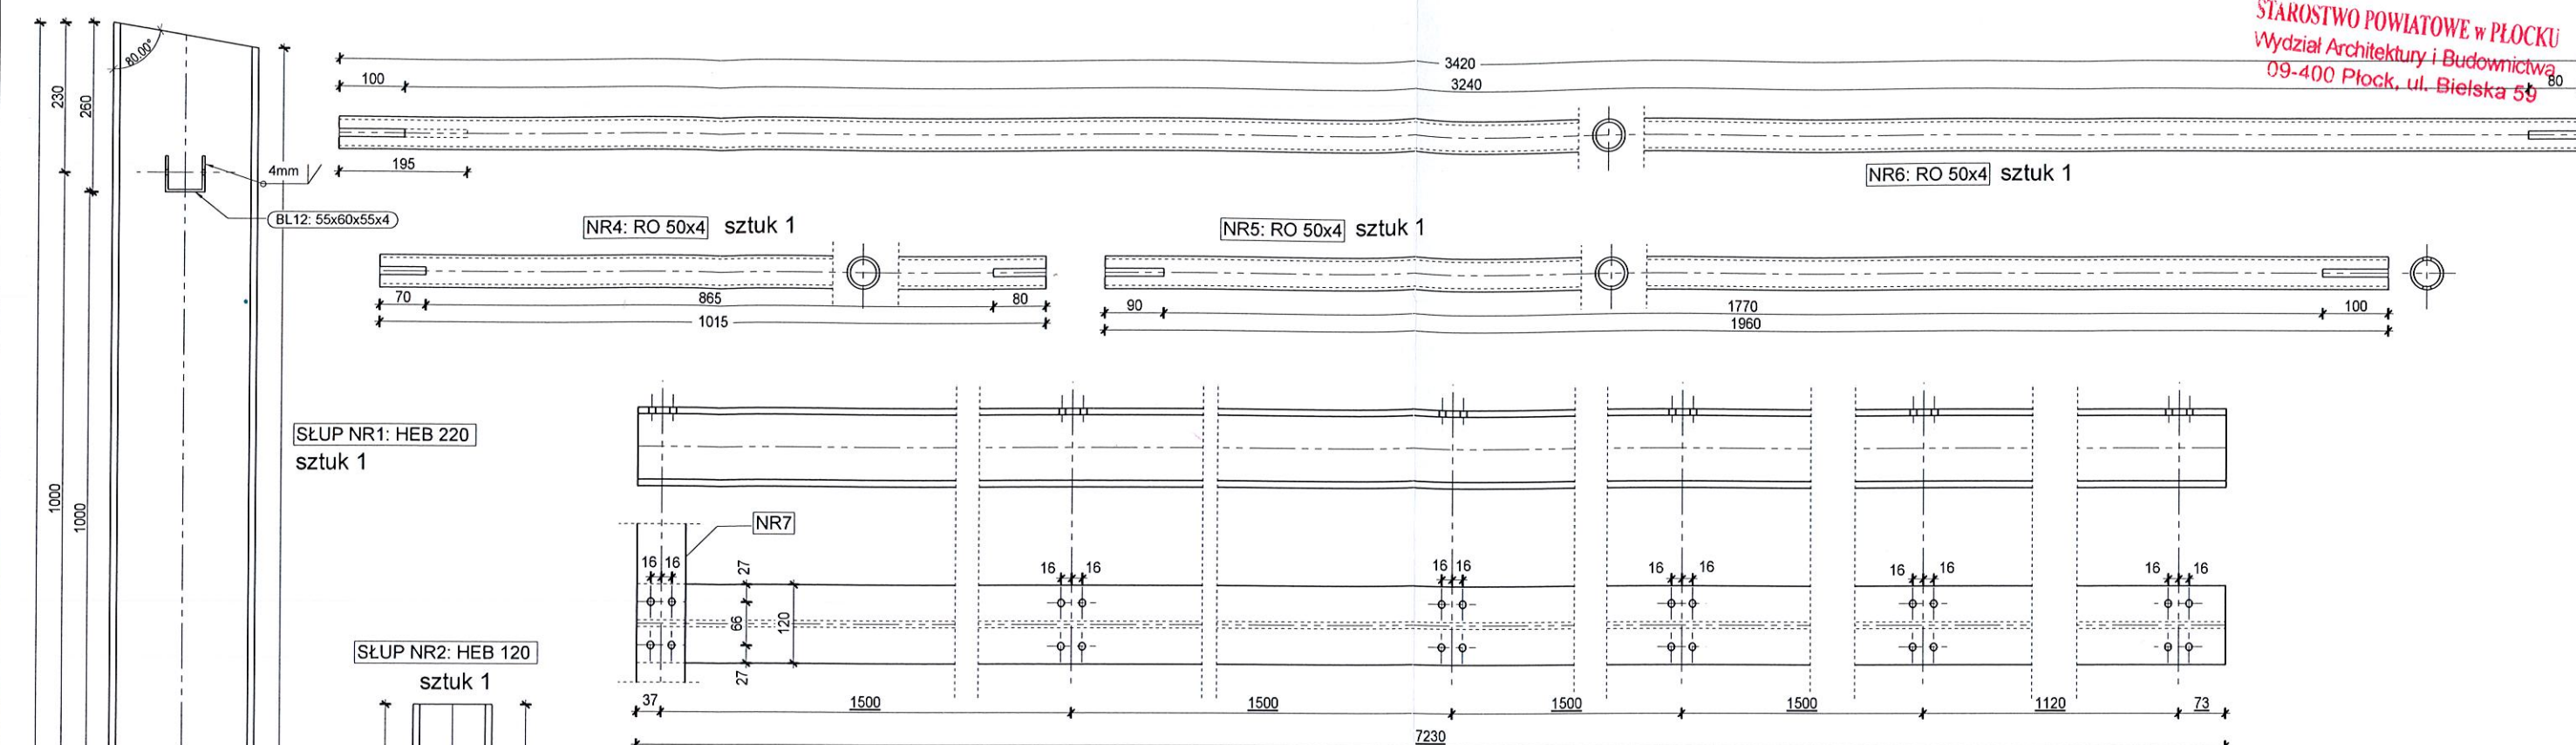 STAROSTWO POWIATOWE w PŁOCKU
Wydział Architektury i Budownictwa
09-400 Płock, ul. Bielska 59
80.00°
230
260
1000
1000
4mm
BL12: 55x60x55x4
3420
100
3240
80
195
NR6: RO 50x4 sztuk 1
NR4: RO 50x4 sztuk 1
70
865
80
1015
NR5: RO 50x4 sztuk 1
90
1770
100
1960
SŁUP NR1: HEB 220
sztuk 1
NR7
16 16
27
66
120
27
16 16
16 16
16 16
16 16
16 16
37
1500
1500
1500
1500
1120
73
7230
SŁUP NR2: HEB 120
sztuk 1